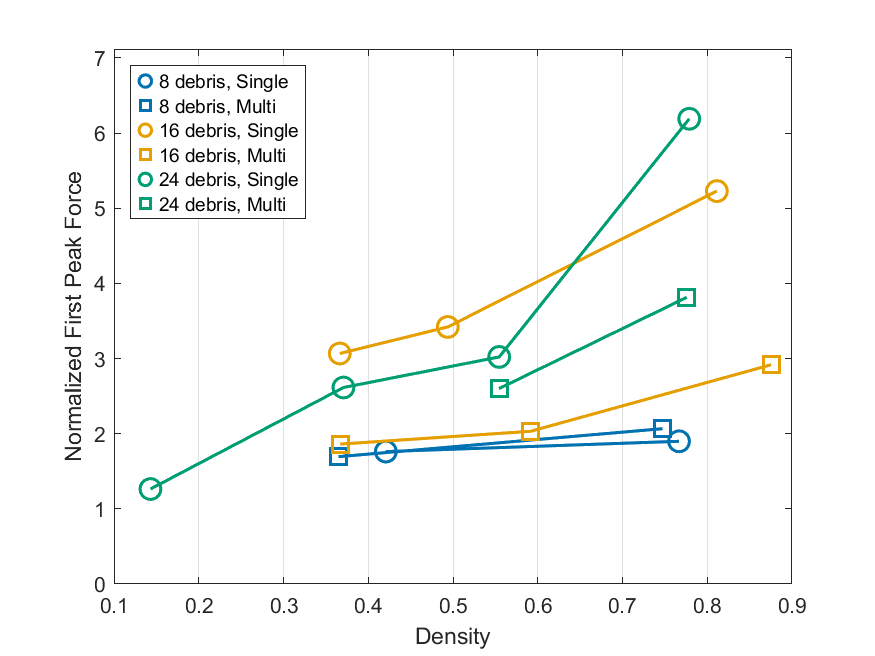 7
6
5
4
3
2
1
0
Normalized First Peak Force
8 debris, Single
8 debris, Multi
16 debris, Single
16 debris, Multi
24 debris, Single
24 debris, Multi
0.1 0.2 0.3 0.4 0.5 0.6 0.7 0.8 0.9
Density